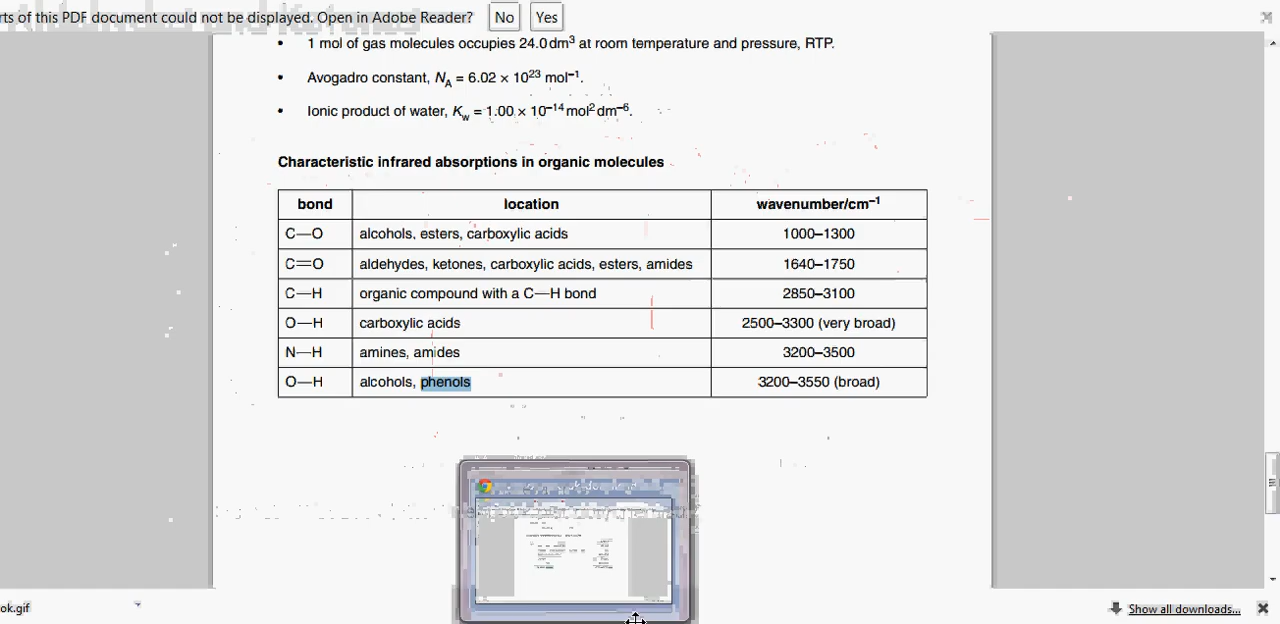 rts of this PDF document could not be displayed. Open in Adobe Reader? No Yes
• 1 mol of gas molecules occupies 24.0 dm³ at room temperature and pressure, RTP.
• Avogadro constant, N_A = 6.02 × 10²³ mol⁻¹.
• Ionic product of water, K_w = 1.00 × 10⁻¹⁴ mol² dm⁻⁶.
Characteristic infrared absorptions in organic molecules
bond location wavenumber/cm⁻¹
C—O alcohols, esters, carboxylic acids 1000–1300
C=O aldehydes, ketones, carboxylic acids, esters, amides 1640–1750
C—H organic compound with a C—H bond 2850–3100
O—H carboxylic acids 2500–3300 (very broad)
N—H amines, amides 3200–3500
O—H alcohols, phenols 3200–3550 (broad)
ok.gif Show all downloads...